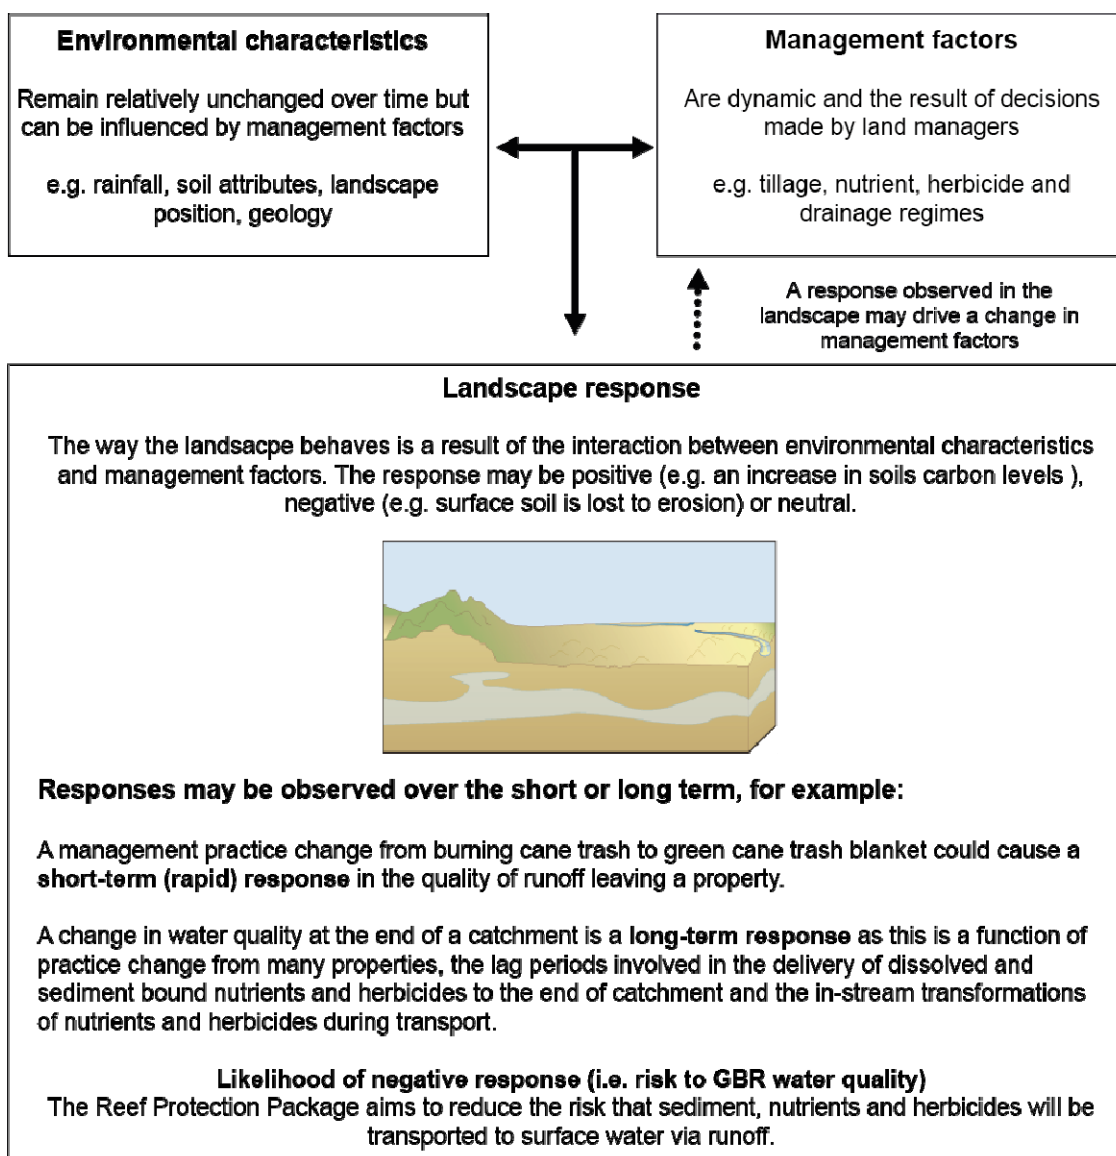 Environmental characteristics
Remain relatively unchanged over time but
can be influenced by management factors
e.g. rainfall, soil attributes, landscape
position, geology
Management factors
Are dynamic and the result of decisions
made by land managers
e.g. tillage, nutrient, herbicide and
drainage regimes
A response observed in the
landscape may drive a change in
management factors
Landscape response
The way the landsacpe behaves is a result of the interaction between environmental characteristics
and management factors. The response may be positive (e.g. an increase in soils carbon levels ),
negative (e.g. surface soil is lost to erosion) or neutral.
Responses may be observed over the short or long term, for example:
A management practice change from burning cane trash to green cane trash blanket could cause a
short-term (rapid) response in the quality of runoff leaving a property.
A change in water quality at the end of a catchment is a long-term response as this is a function of
practice change from many properties, the lag periods involved in the delivery of dissolved and
sediment bound nutrients and herbicides to the end of catchment and the in-stream transformations
of nutrients and herbicides during transport.
Likelihood of negative response (i.e. risk to GBR water quality)
The Reef Protection Package aims to reduce the risk that sediment, nutrients and herbicides will be
transported to surface water via runoff.